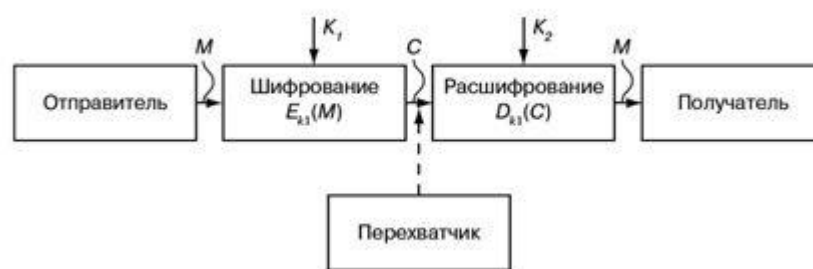 K₁
K₂
M
C
M
Отправитель
Шифрование
Eₖ₁(M)
Расшифрование
Dₖ₁(C)
Получатель
Перехватчик